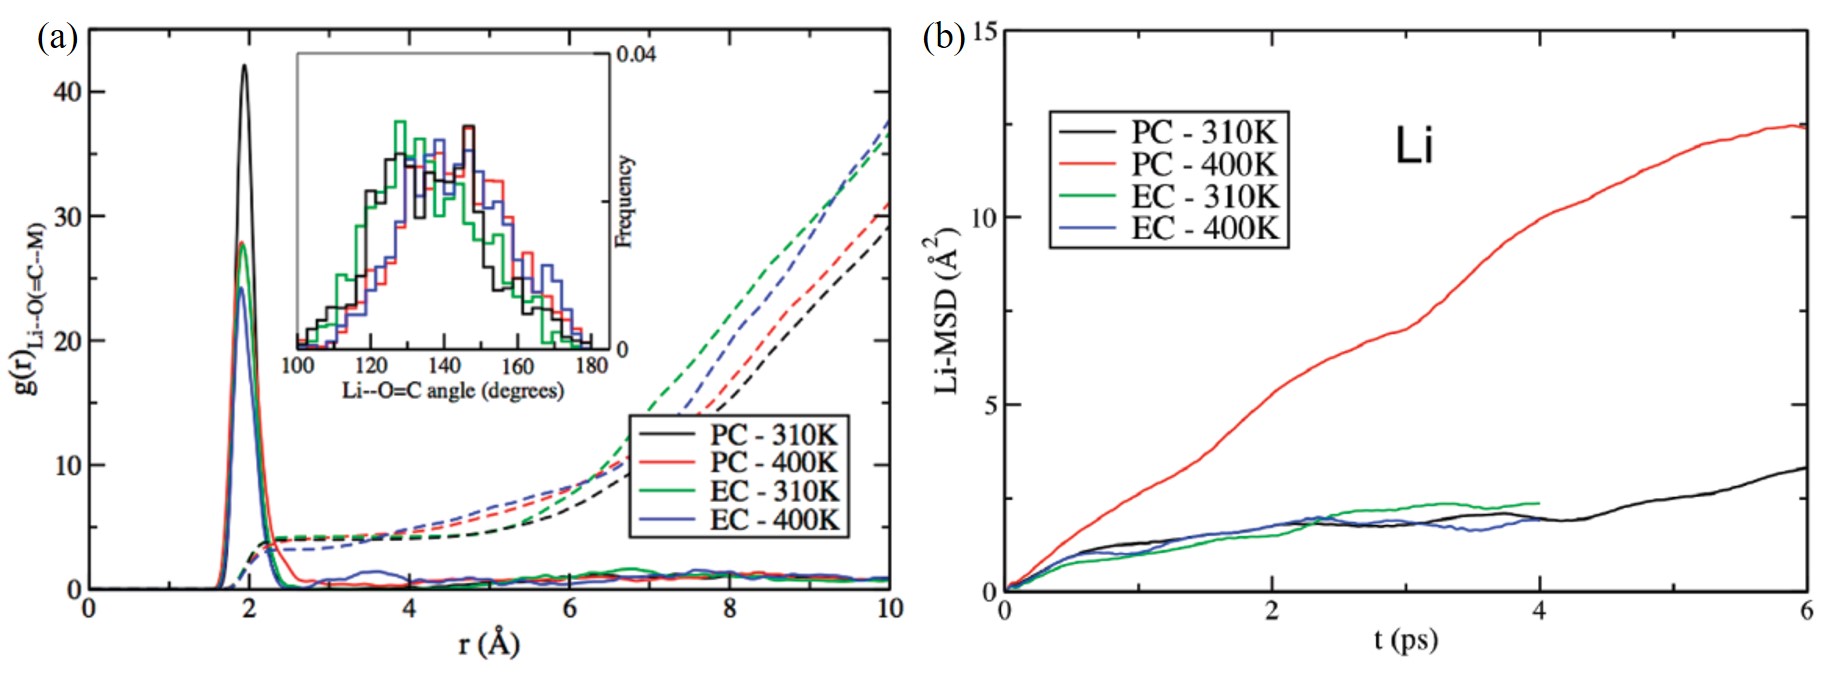 (a)
g(r)Li--O(=C--M)
40
30
20
10
0
0 2 4 6 8 10
r (Å)
0.04
Frequency
0
100 120 140 160 180
Li--O=C angle (degrees)
PC - 310K
PC - 400K
EC - 310K
EC - 400K
(b)
Li-MSD (Å2)
15
10
5
0
0 2 4 6
t (ps)
PC - 310K
PC - 400K
EC - 310K
EC - 400K
Li